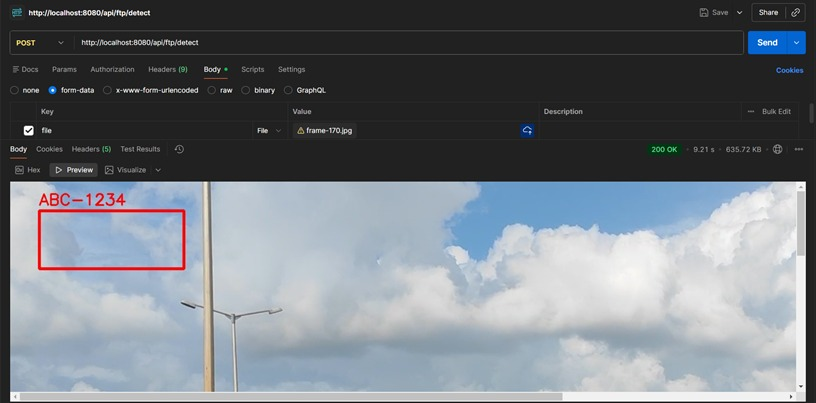 HTTP http://localhost:8080/api/ftp/detect Save Share
POST http://localhost:8080/api/ftp/detect Send
Docs Params Authorization Headers (9) Body Scripts Settings Cookies
none form-data x-www-form-urlencoded raw binary GraphQL
Key Value Description Bulk Edit
file File frame-170.jpg
Body Cookies Headers (5) Test Results 200 OK 9.21 s 635.72 KB
Hex Preview Visualize
ABC-1234